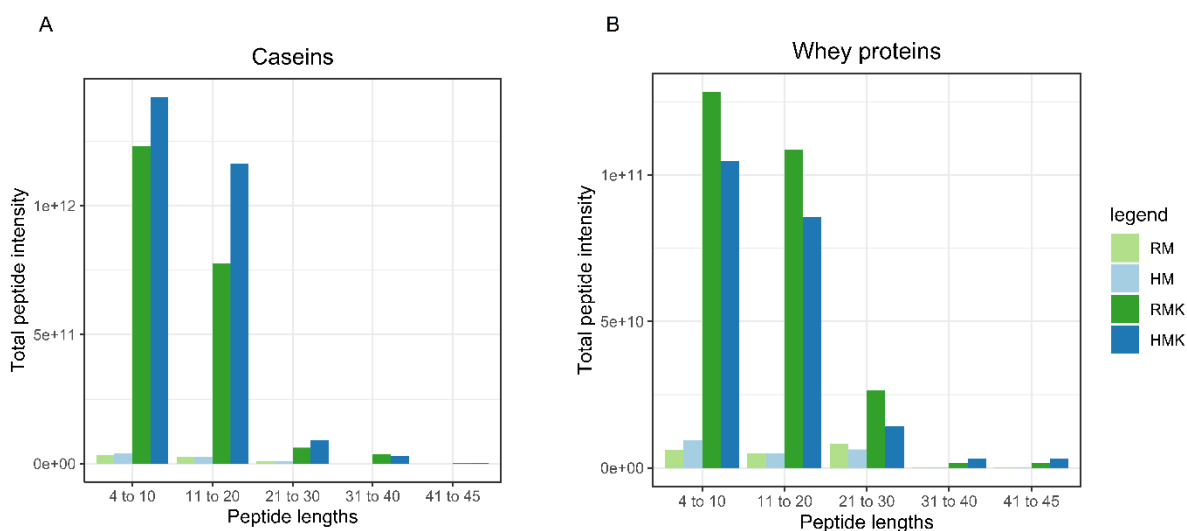 A
Caseins
Total peptide intensity
1e+12
5e+11
0e+00
4 to 10
11 to 20
21 to 30
31 to 40
41 to 45
Peptide lengths
B
Whey proteins
Total peptide intensity
1e+11
5e+10
0e+00
4 to 10
11 to 20
21 to 30
31 to 40
41 to 45
Peptide lengths
legend
RM
HM
RMK
HMK